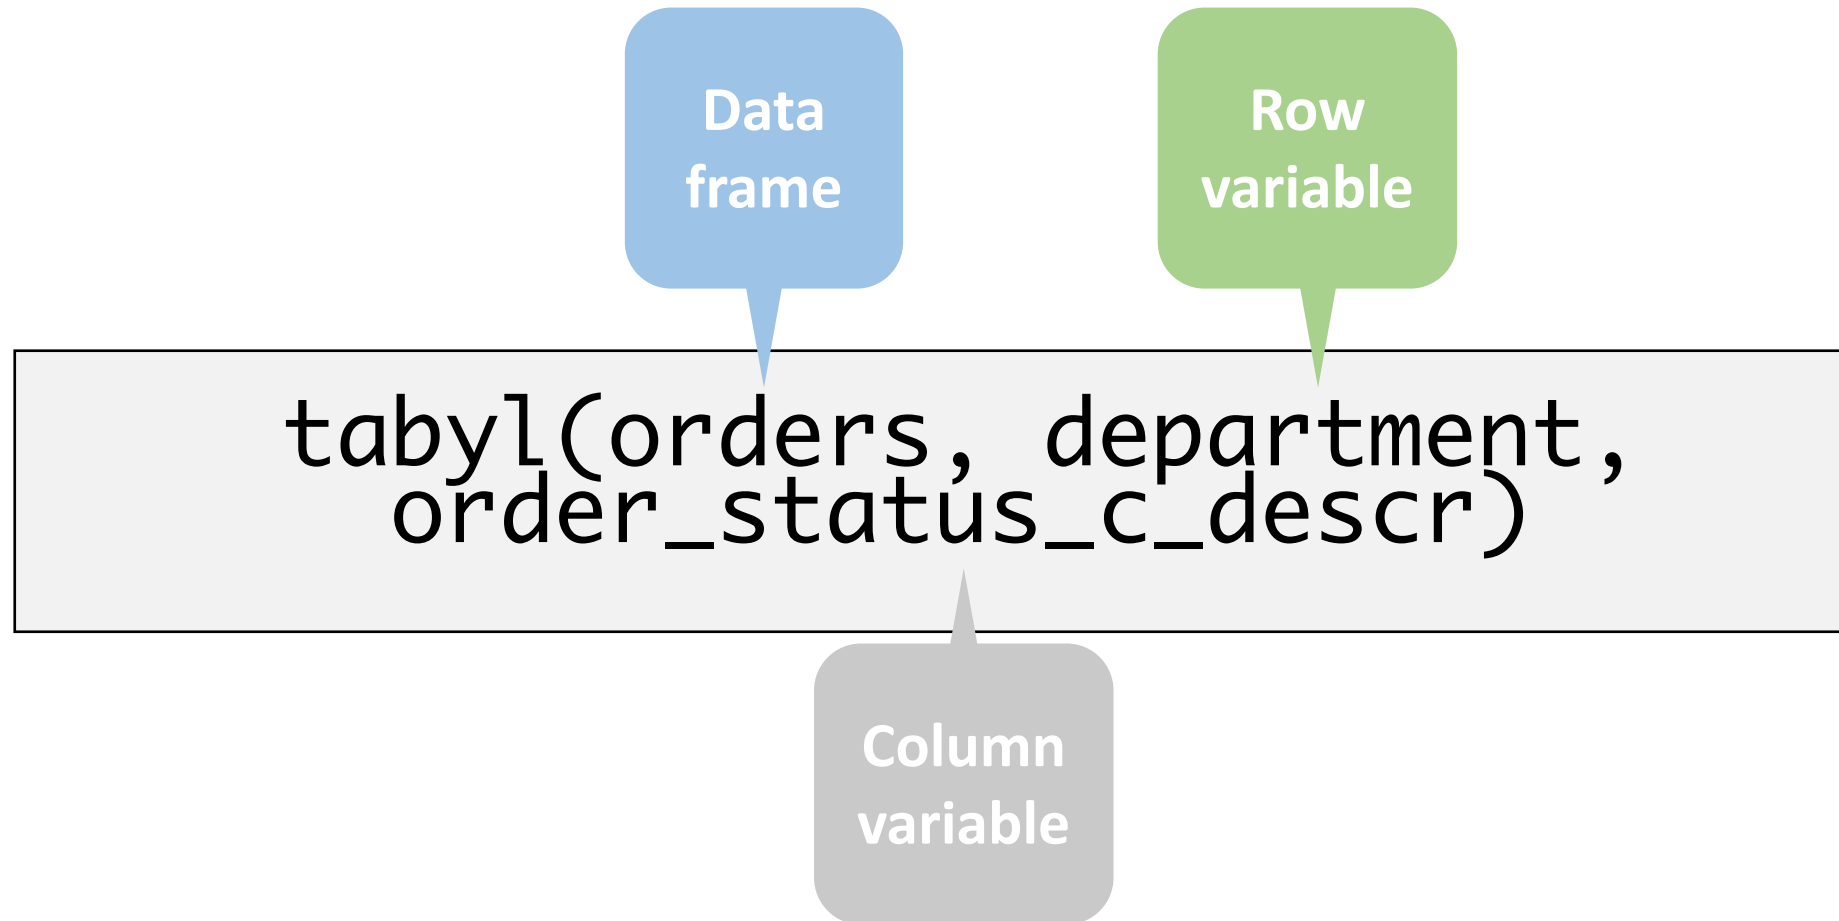 Data
frame
Row
variable
tabyl(orders, department,
order_status_c_descr)
Column
variable